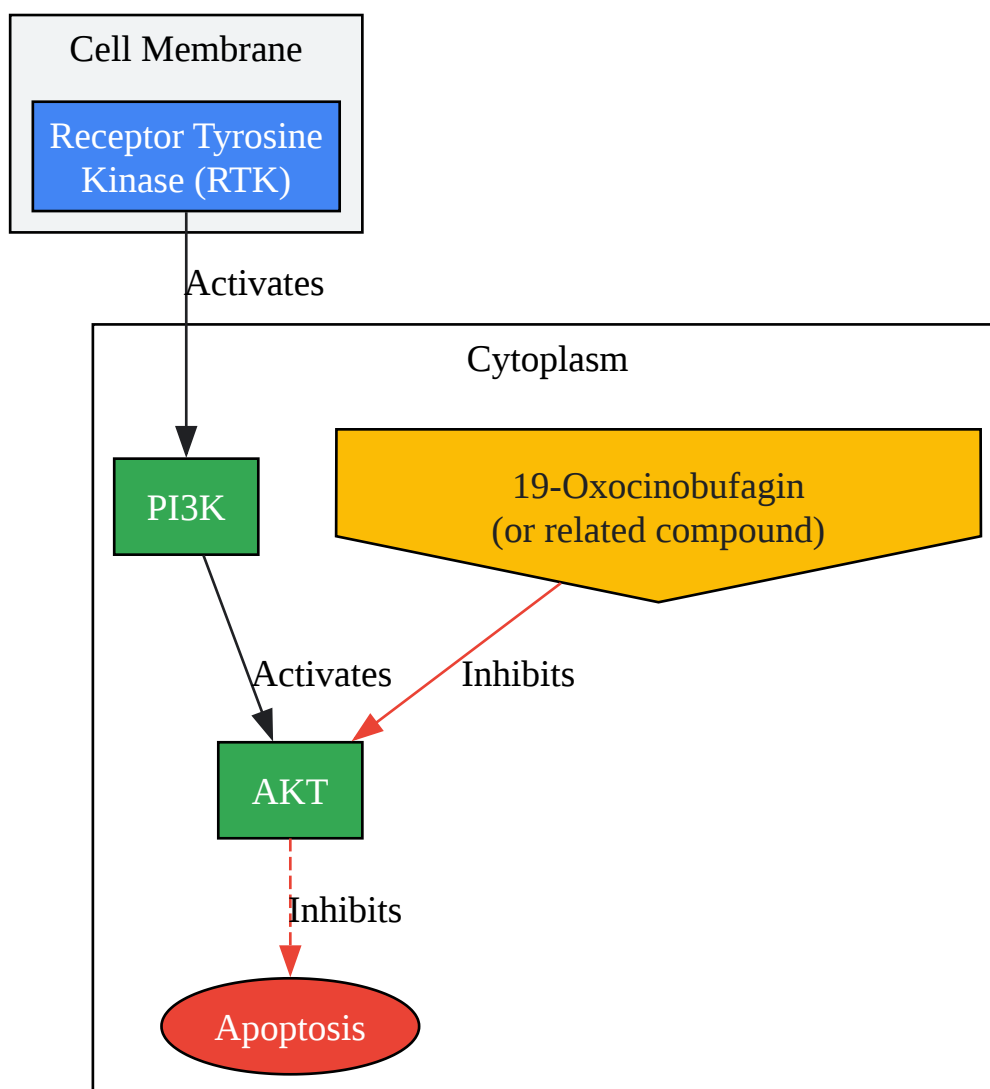 Cell Membrane
Receptor Tyrosine
Kinase (RTK)
Activates
Cytoplasm
19-Oxocinobufagin
(or related compound)
PI3K
Activates
Inhibits
AKT
Inhibits
Apoptosis